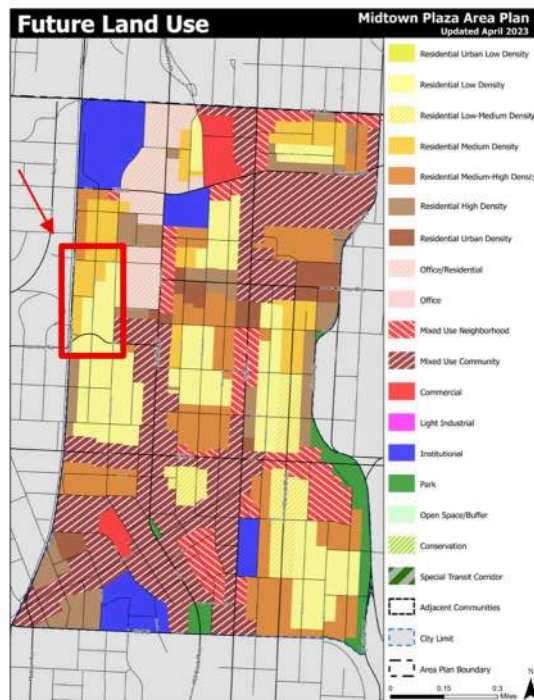 Future Land Use
Midtown Plaza Area Plan
Updated April 2023
Residential Urban Low Density
Residential Low Density
Residential Low-Medium Density
Residential Medium Density
Residential Medium-High Density
Residential High Density
Residential Urban Density
Office/Residential
Office
Mixed Use Neighborhood
Mixed Use Community
Commercial
Light Industrial
Institutional
Park
Open Space/Buffer
Conservation
Special Transit Corridor
Adjacent Communities
City Limit
Area Plan Boundary
0 0.15 0.3
Miles
N